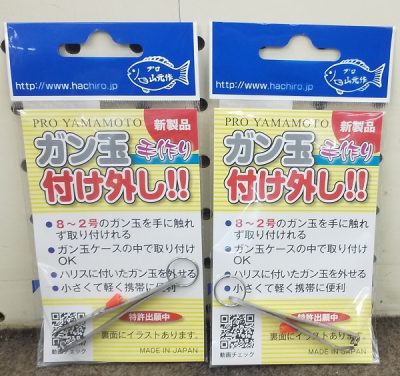 http://www.hachiro.jp
プロ
山元作
PRO YAMAMOTO
新製品
ガン玉 手作り
付け外し!!
●8～2号のガン玉を手に触れ
ず取り付けれる
●ガン玉ケースの中で取り付け
OK
●ハリスに付いたガン玉を外せる
●小さくて軽く携帯に便利
特許出願中
裏面にイラストあります。
動画チェック
MADE IN JAPAN
http://www.hachiro.jp
プロ
山元作
PRO YAMAMOTO
新製品
ガン玉 手作り
付け外し!!
●8～2号のガン玉を手に触れ
ず取り付けれる
●ガン玉ケースの中で取り付け
OK
●ハリスに付いたガン玉を外せる
●小さくて軽く携帯に便利
特許出願中
裏面にイラストあります。
動画チェック
MADE IN JAPAN